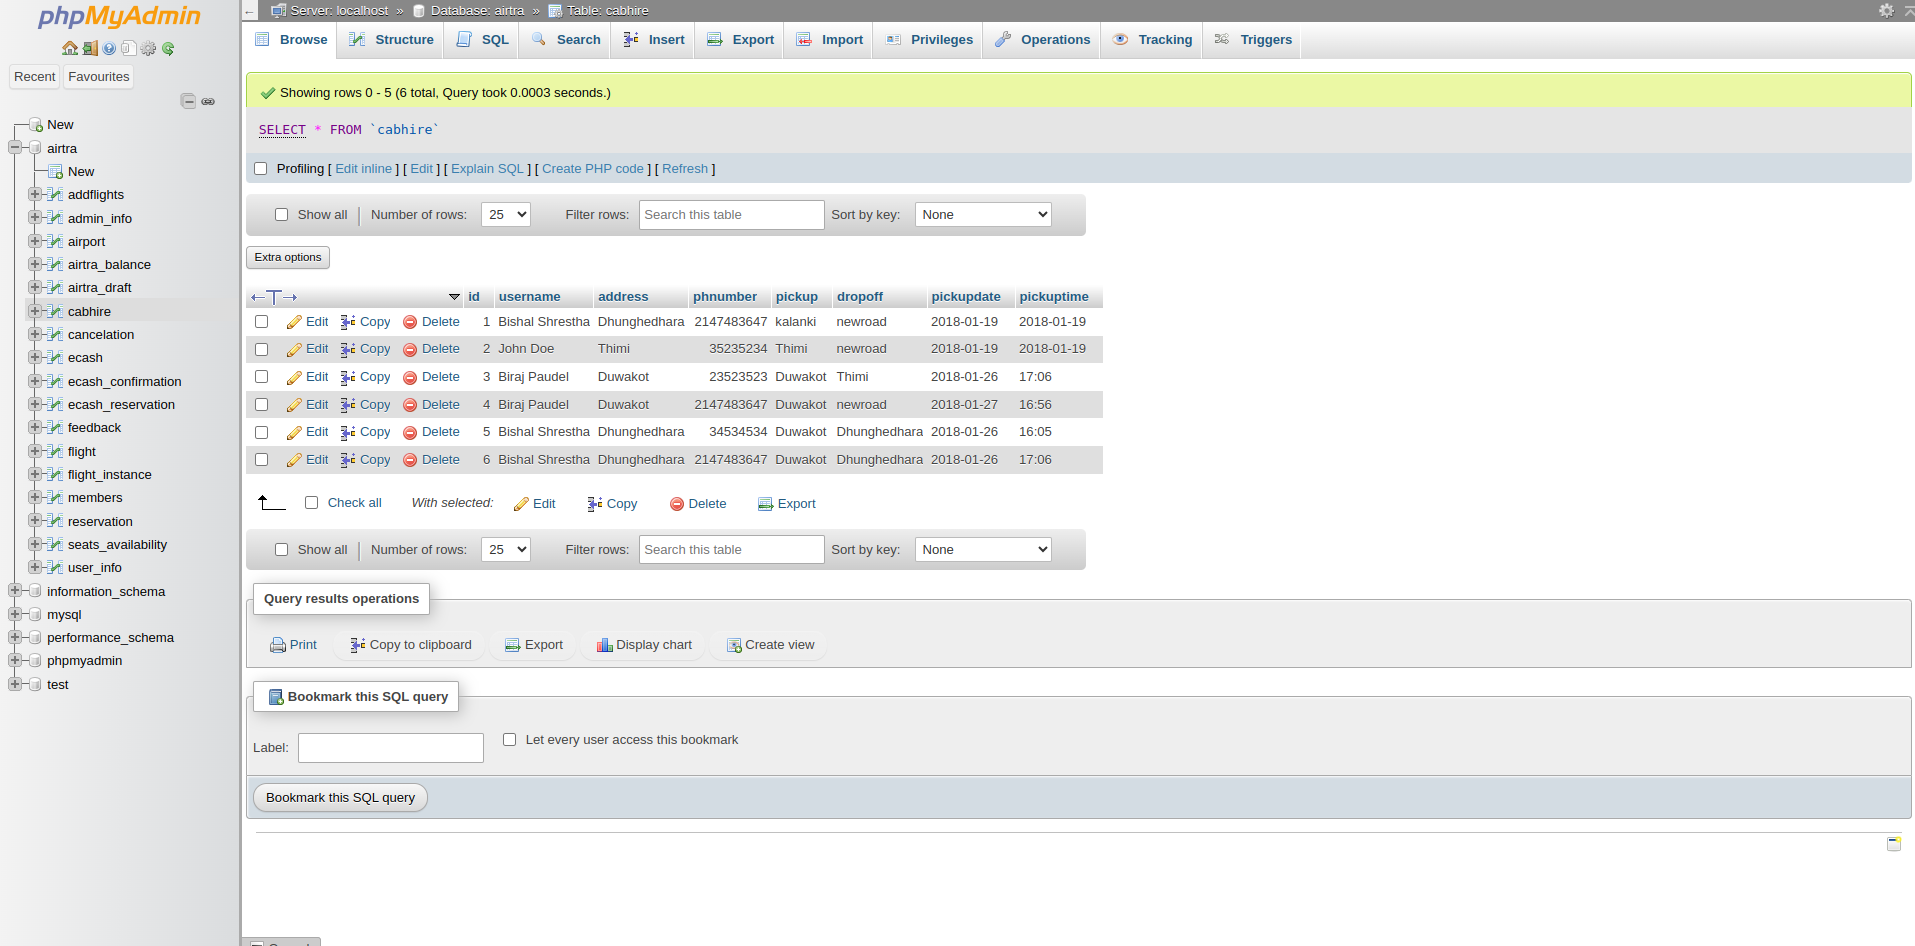 phpMyAdmin
Recent Favourites
New
airtra
New
addflights
admin_info
airport
airtra_balance
airtra_draft
cabhire
cancelation
ecash
ecash_confirmation
ecash_reservation
feedback
flight
flight_instance
members
reservation
seats_availability
user_info
information_schema
mysql
performance_schema
phpmyadmin
test
Server: localhost » Database: airtra » Table: cabhire
Browse Structure SQL Search Insert Export Import Privileges Operations Tracking Triggers
Showing rows 0 - 5 (6 total, Query took 0.0003 seconds.)
SELECT * FROM `cabhire`
Profiling [ Edit inline ] [ Edit ] [ Explain SQL ] [ Create PHP code ] [ Refresh ]
Show all Number of rows: 25 Filter rows: Search this table Sort by key: None
Extra options
←T→ id username address phnumber pickup dropoff pickupdate pickuptime
Edit Copy Delete 1 Bishal Shrestha Dhunghedhara 2147483647 kalanki newroad 2018-01-19 2018-01-19
Edit Copy Delete 2 John Doe Thimi 35235234 Thimi newroad 2018-01-19 2018-01-19
Edit Copy Delete 3 Biraj Paudel Duwakot 23523523 Duwakot Thimi 2018-01-26 17:06
Edit Copy Delete 4 Biraj Paudel Duwakot 2147483647 Duwakot newroad 2018-01-27 16:56
Edit Copy Delete 5 Bishal Shrestha Dhunghedhara 34534534 Duwakot Dhunghedhara 2018-01-26 16:05
Edit Copy Delete 6 Bishal Shrestha Dhunghedhara 2147483647 Duwakot Dhunghedhara 2018-01-26 17:06
Check all With selected: Edit Copy Delete Export
Show all Number of rows: 25 Filter rows: Search this table Sort by key: None
Query results operations
Print Copy to clipboard Export Display chart Create view
Bookmark this SQL query
Label: Let every user access this bookmark
Bookmark this SQL query